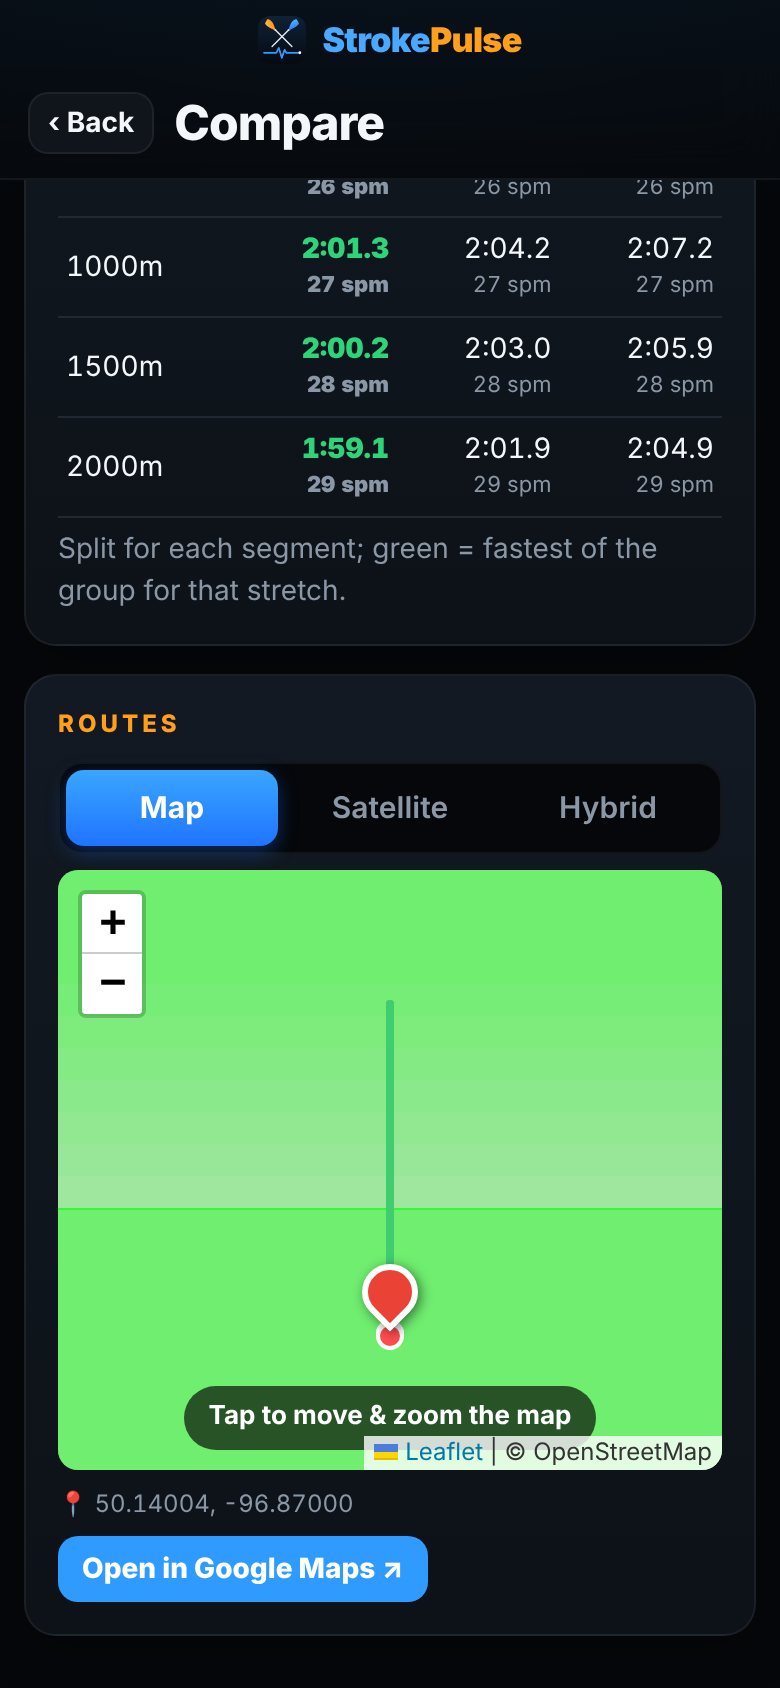 StrokePulse
‹ Back
Compare
26 spm 26 spm 26 spm
1000m 2:01.3 2:04.2 2:07.2
27 spm 27 spm 27 spm
1500m 2:00.2 2:03.0 2:05.9
28 spm 28 spm 28 spm
2000m 1:59.1 2:01.9 2:04.9
29 spm 29 spm 29 spm
Split for each segment; green = fastest of the
group for that stretch.
ROUTES
Map Satellite Hybrid
+
−
Tap to move & zoom the map
Leaflet | © OpenStreetMap
50.14004, -96.87000
Open in Google Maps ↗